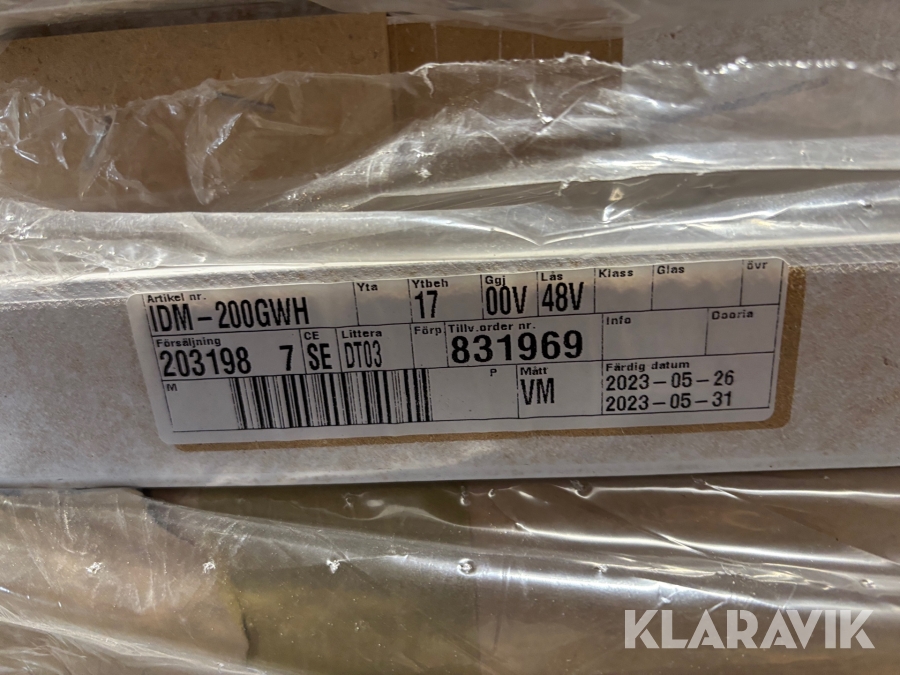 Artikel nr. Yta Ytbeh Ggj Lås Klass Glas övr
IDM-200GWH 17 00V 48V
Försäljning CE Littera Förp. Tillv.order nr. Info Dooria
203198 7 SE DT03 831969
M P Mått Färdig datum
VM 2023-05-26
2023-05-31
KLARAVIK